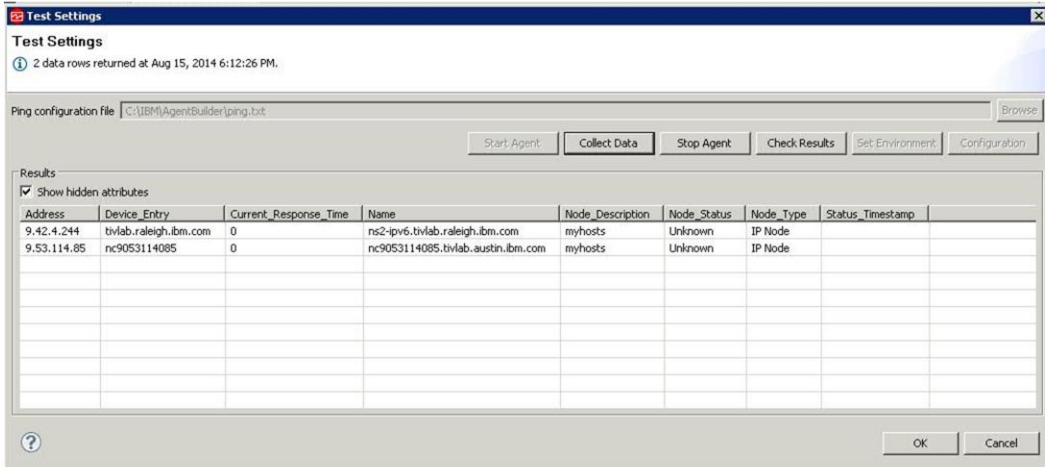 Test Settings
Test Settings
2 data rows returned at Aug 15, 2014 6:12:26 PM.
Ping configuration file C:\IBM\AgentBuilder\ping.txt Browse
Start Agent Collect Data Stop Agent Check Results Set Environment Configuration
Results
Show hidden attributes
Address Device_Entry Current_Response_Time Name Node_Description Node_Status Node_Type Status_Timestamp
9.42.4.244 tivlab.raleigh.ibm.com 0 ns2-ipv6.tivlab.raleigh.ibm.com myhosts Unknown IP Node
9.53.114.85 nc9053114085 0 nc9053114085.tivlab.austin.ibm.com myhosts Unknown IP Node
? OK Cancel